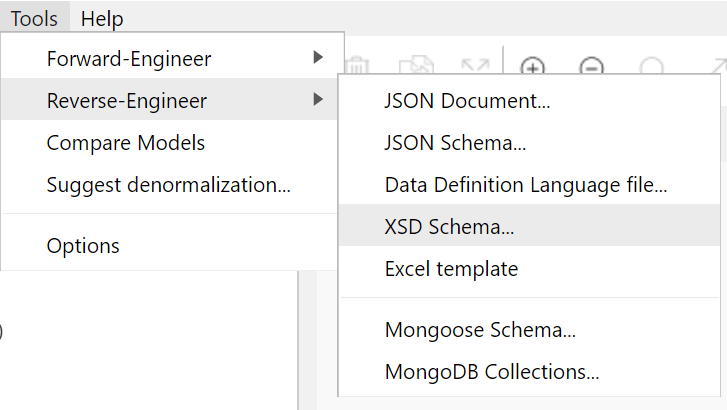 Tools Help
Forward-Engineer
Reverse-Engineer
Compare Models
Suggest denormalization...
Options
JSON Document...
JSON Schema...
Data Definition Language file...
XSD Schema...
Excel template
Mongoose Schema...
MongoDB Collections...
)